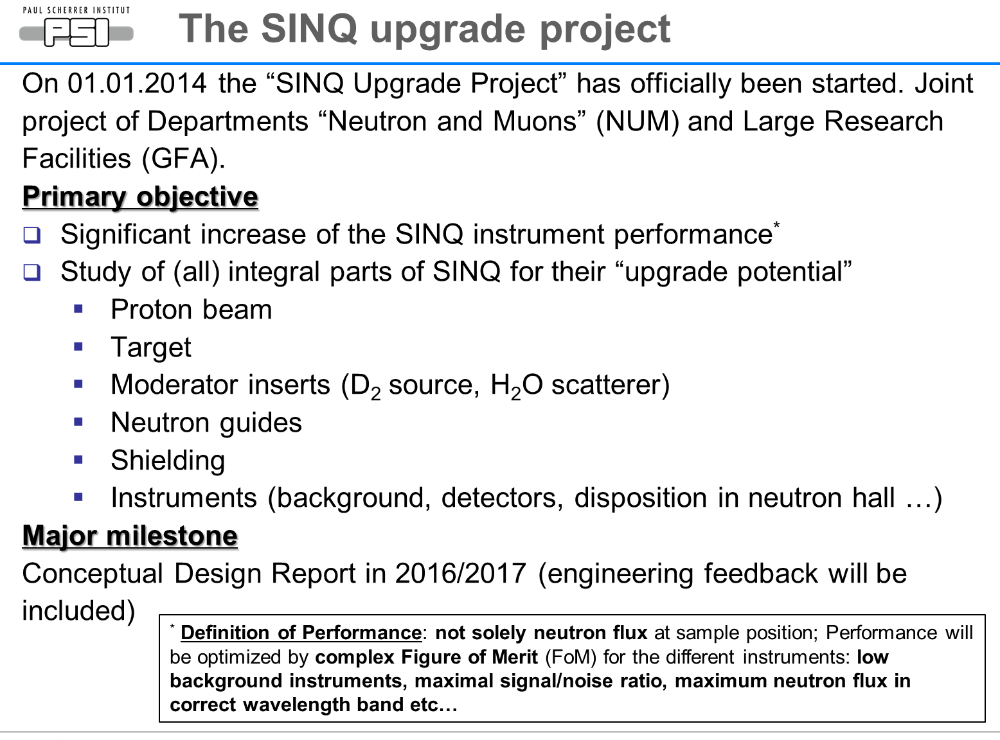 PAUL SCHERRER INSTITUT
PSI
The SINQ upgrade project
On 01.01.2014 the “SINQ Upgrade Project” has officially been started. Joint
project of Departments “Neutron and Muons” (NUM) and Large Research
Facilities (GFA).
Primary objective
❑ Significant increase of the SINQ instrument performance*
❑ Study of (all) integral parts of SINQ for their “upgrade potential”
▪ Proton beam
▪ Target
▪ Moderator inserts (D₂ source, H₂O scatterer)
▪ Neutron guides
▪ Shielding
▪ Instruments (background, detectors, disposition in neutron hall …)
Major milestone
Conceptual Design Report in 2016/2017 (engineering feedback will be
included)
* Definition of Performance: not solely neutron flux at sample position; Performance will
be optimized by complex Figure of Merit (FoM) for the different instruments: low
background instruments, maximal signal/noise ratio, maximum neutron flux in
correct wavelength band etc…